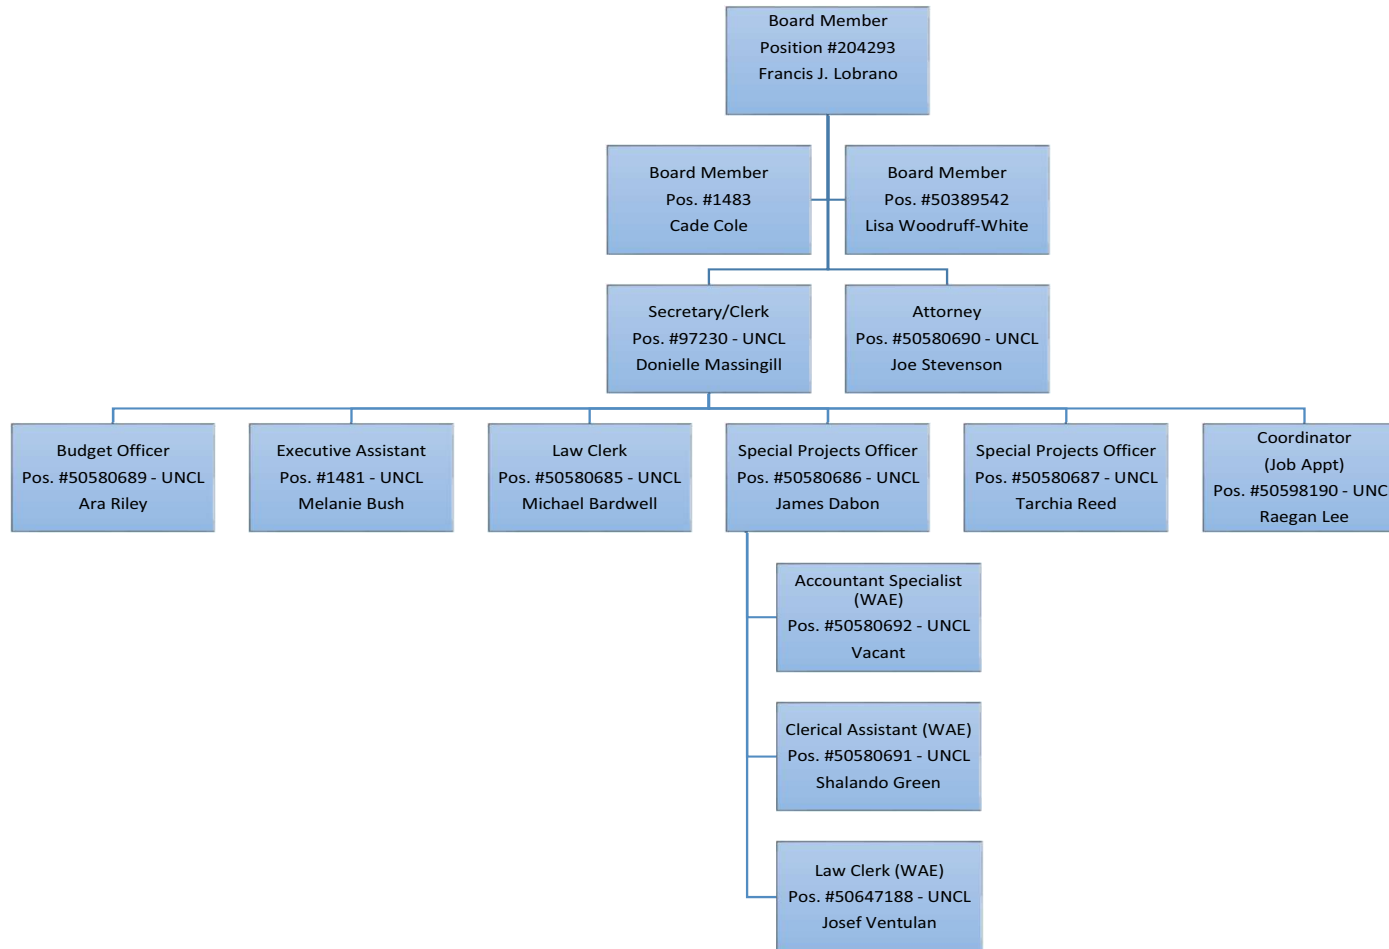 Board Member
Position #204293
Francis J. Lobrano
Board Member
Pos. #1483
Cade Cole
Board Member
Pos. #50389542
Lisa Woodruff-White
Secretary/Clerk
Pos. #97230 - UNCL
Donielle Massingill
Attorney
Pos. #50580690 - UNCL
Joe Stevenson
Budget Officer
Pos. #50580689 - UNCL
Ara Riley
Executive Assistant
Pos. #1481 - UNCL
Melanie Bush
Law Clerk
Pos. #50580685 - UNCL
Michael Bardwell
Special Projects Officer
Pos. #50580686 - UNCL
James Dabon
Special Projects Officer
Pos. #50580687 - UNCL
Tarchia Reed
Coordinator
(Job Appt)
Pos. #50598190 - UNC
Raegan Lee
Accountant Specialist
(WAE)
Pos. #50580692 - UNCL
Vacant
Clerical Assistant (WAE)
Pos. #50580691 - UNCL
Shalando Green
Law Clerk (WAE)
Pos. #50647188 - UNCL
Josef Ventulan